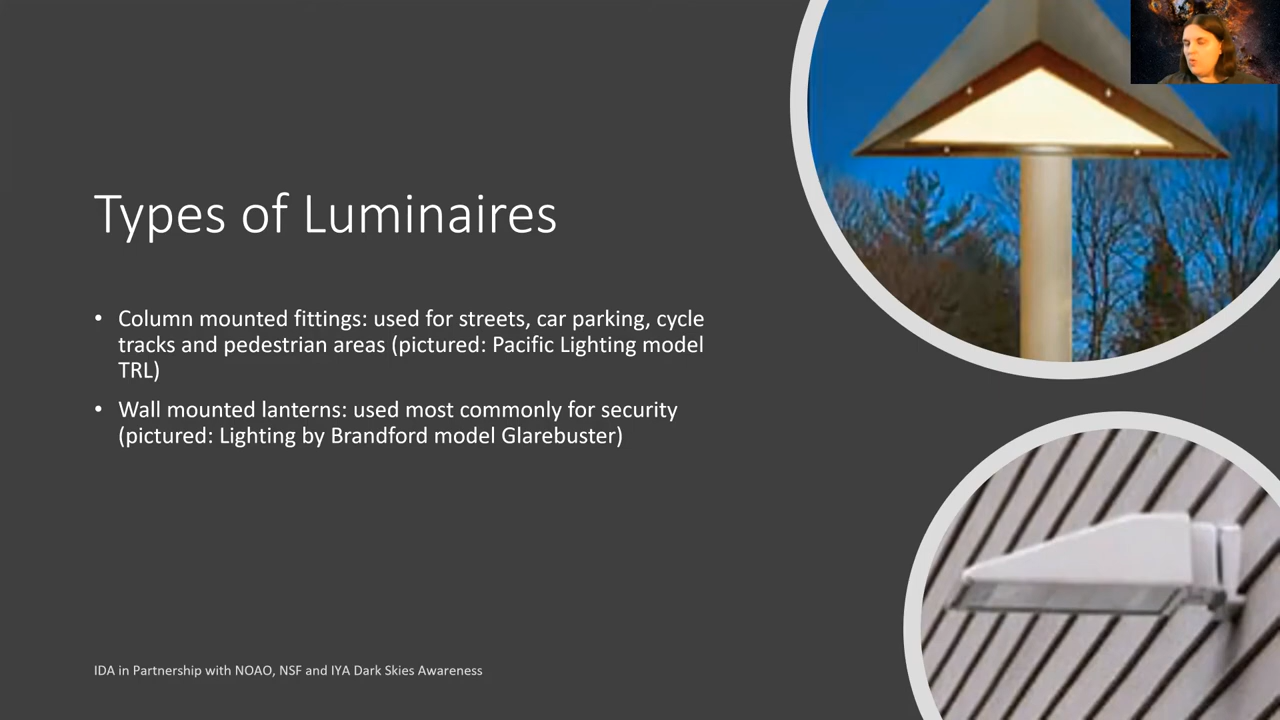 Types of Luminaires
• Column mounted fittings: used for streets, car parking, cycle
tracks and pedestrian areas (pictured: Pacific Lighting model
TRL)
• Wall mounted lanterns: used most commonly for security
(pictured: Lighting by Brandford model Glarebuster)
IDA in Partnership with NOAO, NSF and IYA Dark Skies Awareness